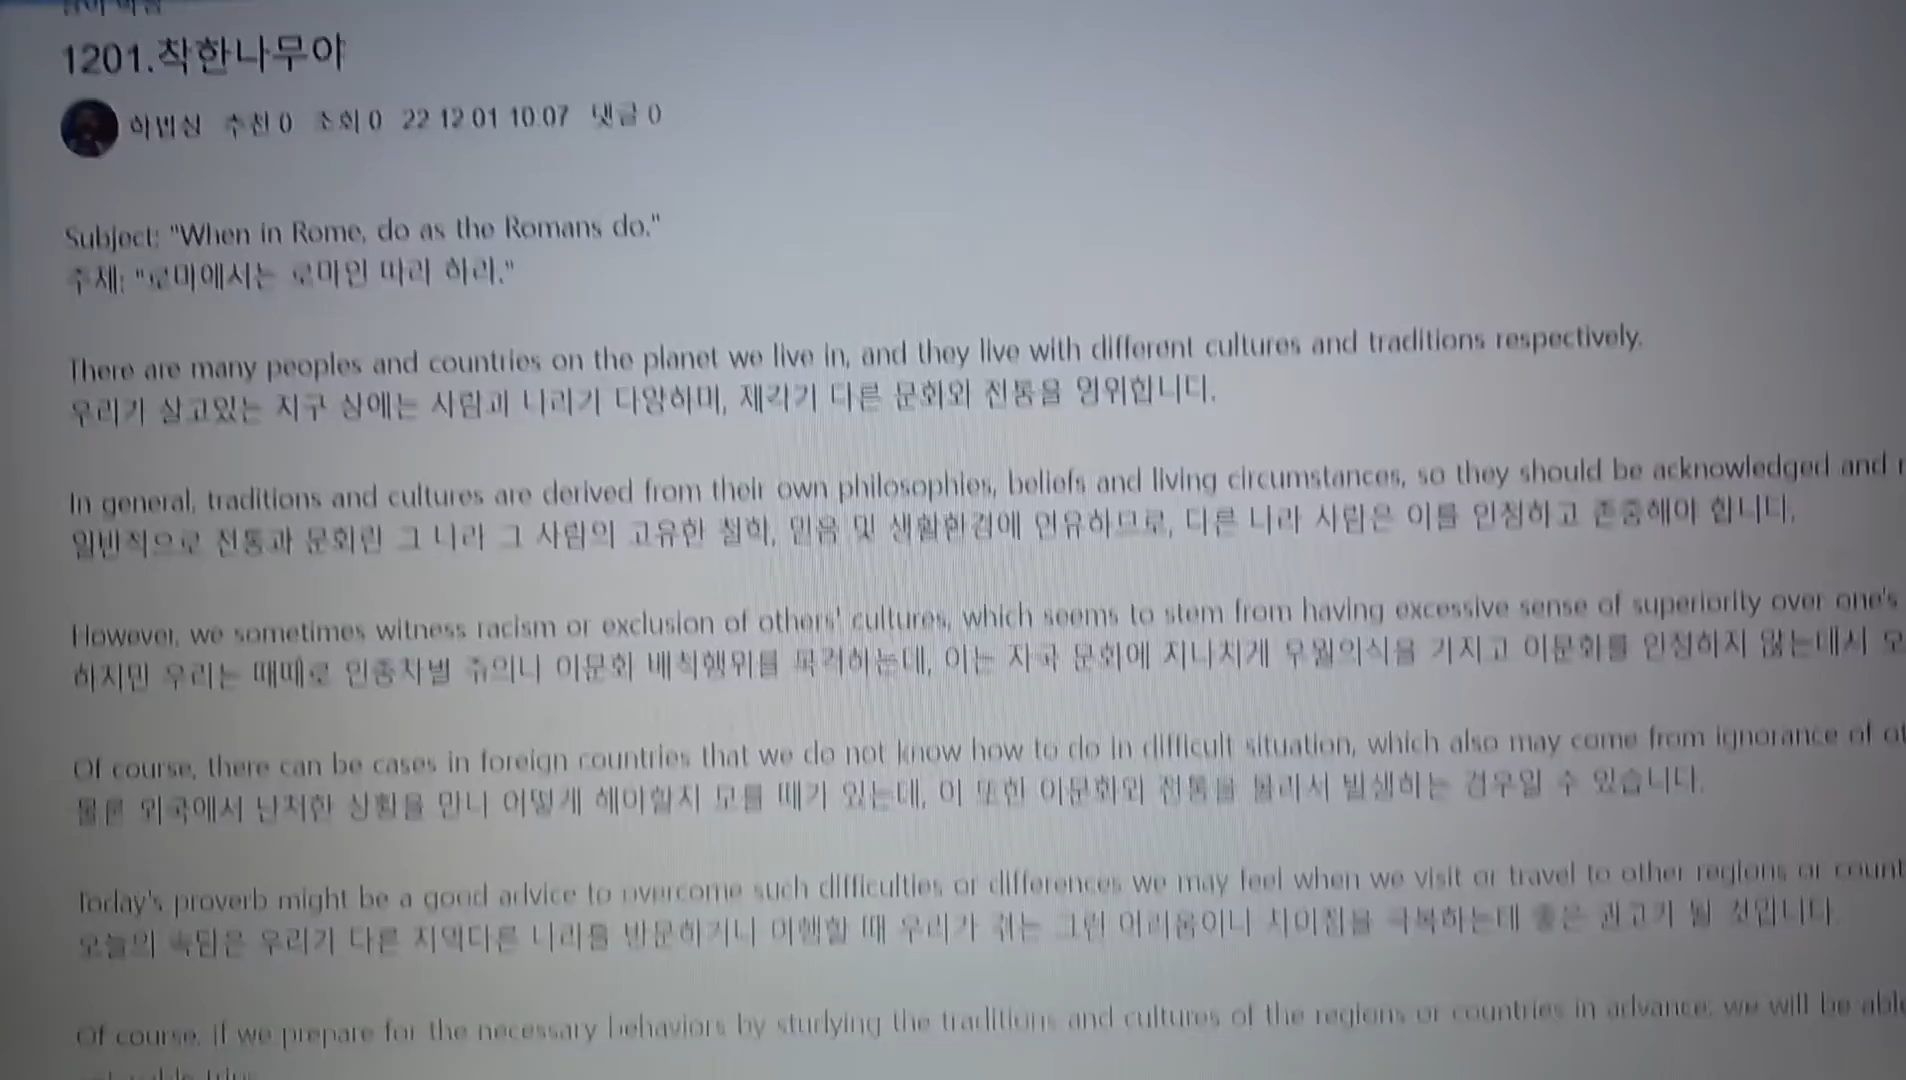 1201.착한나무야
추천 0 조회 0 22 12 01 10:07 댓글 0
Subject: "When in Rome, do as the Romans do."
주제: "로마에서는 로마인 따라 하라."
There are many peoples and countries on the planet we live in, and they live with different cultures and traditions respectively.
우리가 살고있는 지구 상에는 사람과 나라가 다양하며, 제각기 다른 문화와 전통을 영위합니다.
In general, traditions and cultures are derived from their own philosophies, beliefs and living circumstances, so they should be acknowledged and
일반적으로 전통과 문화란 그 나라 그 사람의 고유한 철학, 믿음 및 생활환경에 연유하므로, 다른 나라 사람은 이를 인정하고 존중해야 합니다.
However, we sometimes witness racism or exclusion of others' cultures, which seems to stem from having excessive sense of superiority over one's
하지만 우리는 때때로 인종차별 주의나 이문화 배척행위를 목격하는데, 이는 자국 문화에 지나치게 우월의식을 가지고 이문화를 인정하지 않는데서
Of course, there can be cases in foreign countries that we do not know how to do in difficult situation, which also may come from ignorance of
물론 외국에서 난처한 상황을 만나 어떻게 해야할지 모를 때가 있는데, 이 또한 이문화와 전통을 몰라서 발생하는 경우일 수 있습니다.
Today's proverb might be a good advice to overcome such difficulties or differences we may feel when we visit or travel to other regions or
오늘의 속담은 우리가 다른 지역다른 나라를 방문하거나 여행할 때 우리가 겪는 그런 어려움이나 차이점을 극복하는데 좋은 권고가 될 것입니다.
Of course, if we prepare for the necessary behaviors by studying the traditions and cultures of the regions or countries in advance, we will be